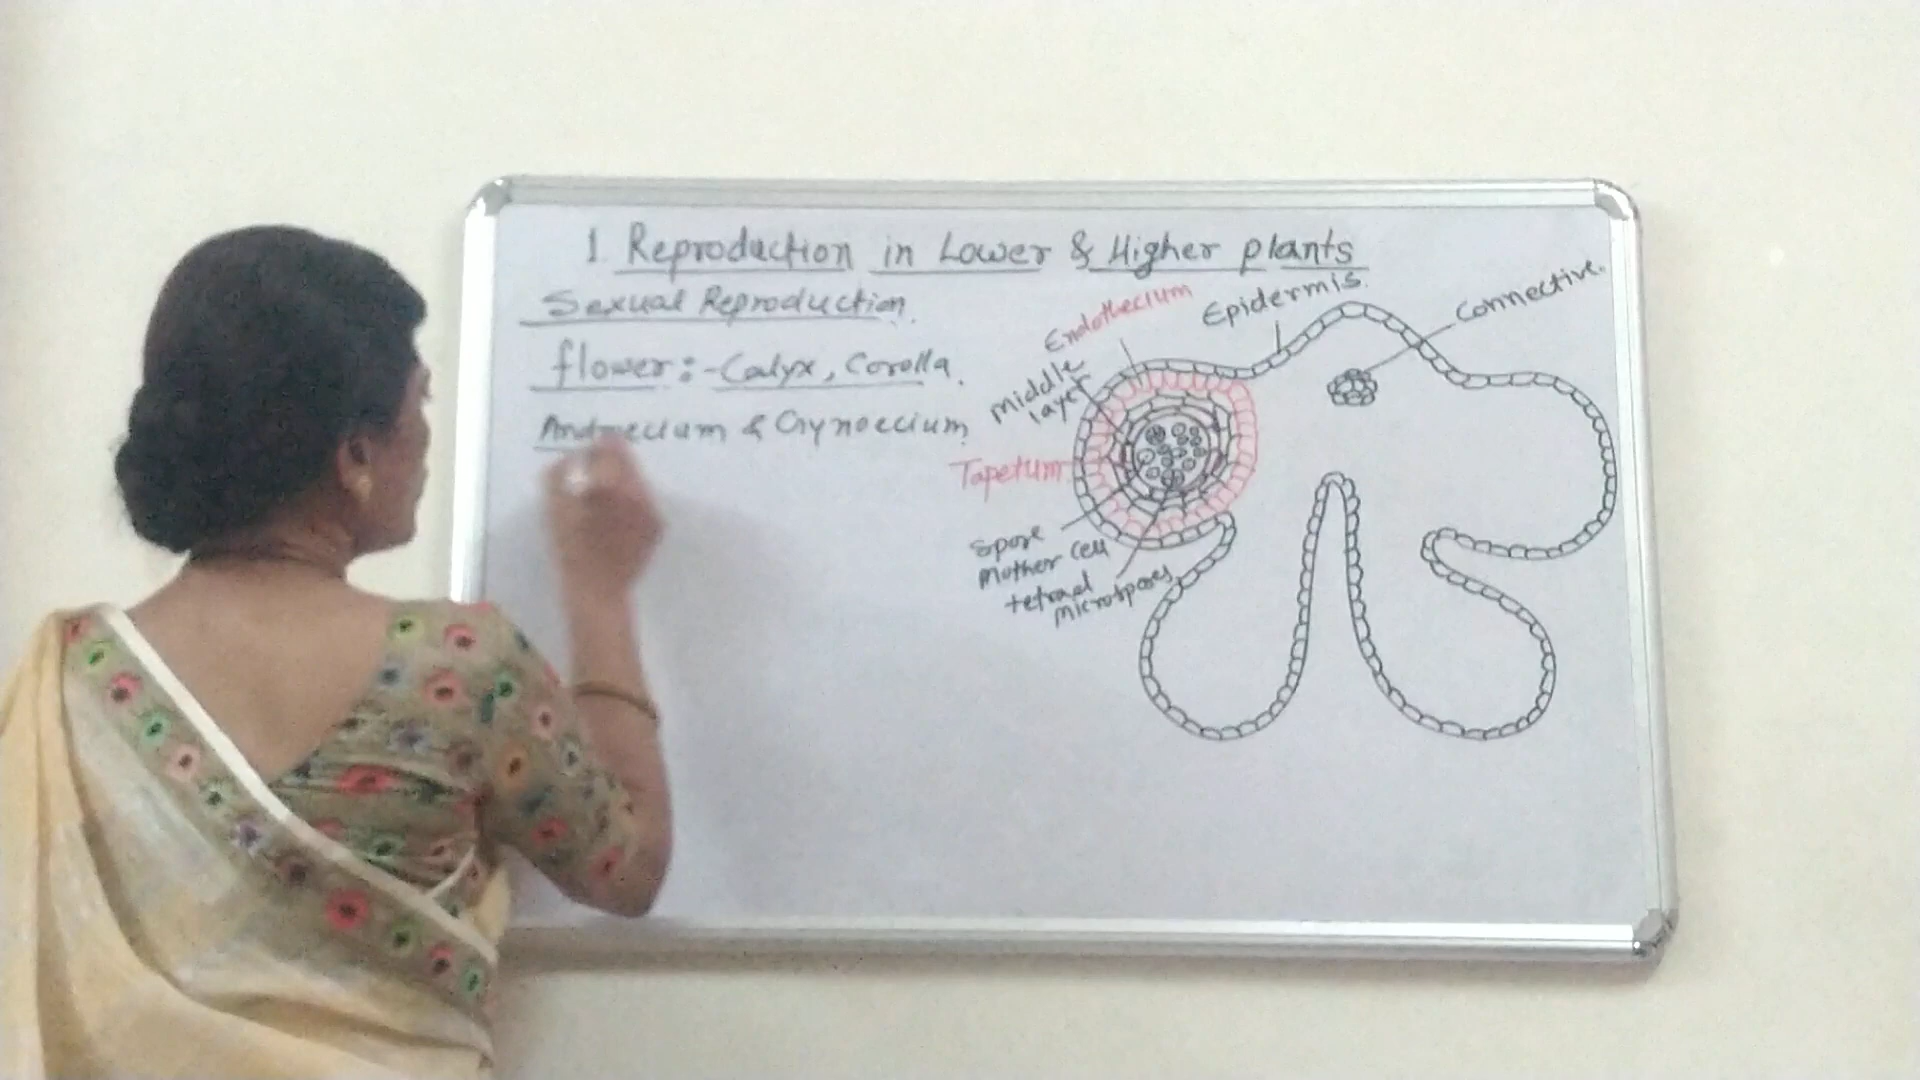 1. Reproduction in Lower & Higher plants
Sexual Reproduction.
flower:- Calyx, Corolla,
Androecium & Gynoecium,
Endothecium
Epidermis.
Connective.
Middle
layer
Tapetum
Spore
Mother Cell
tetrad
microspores